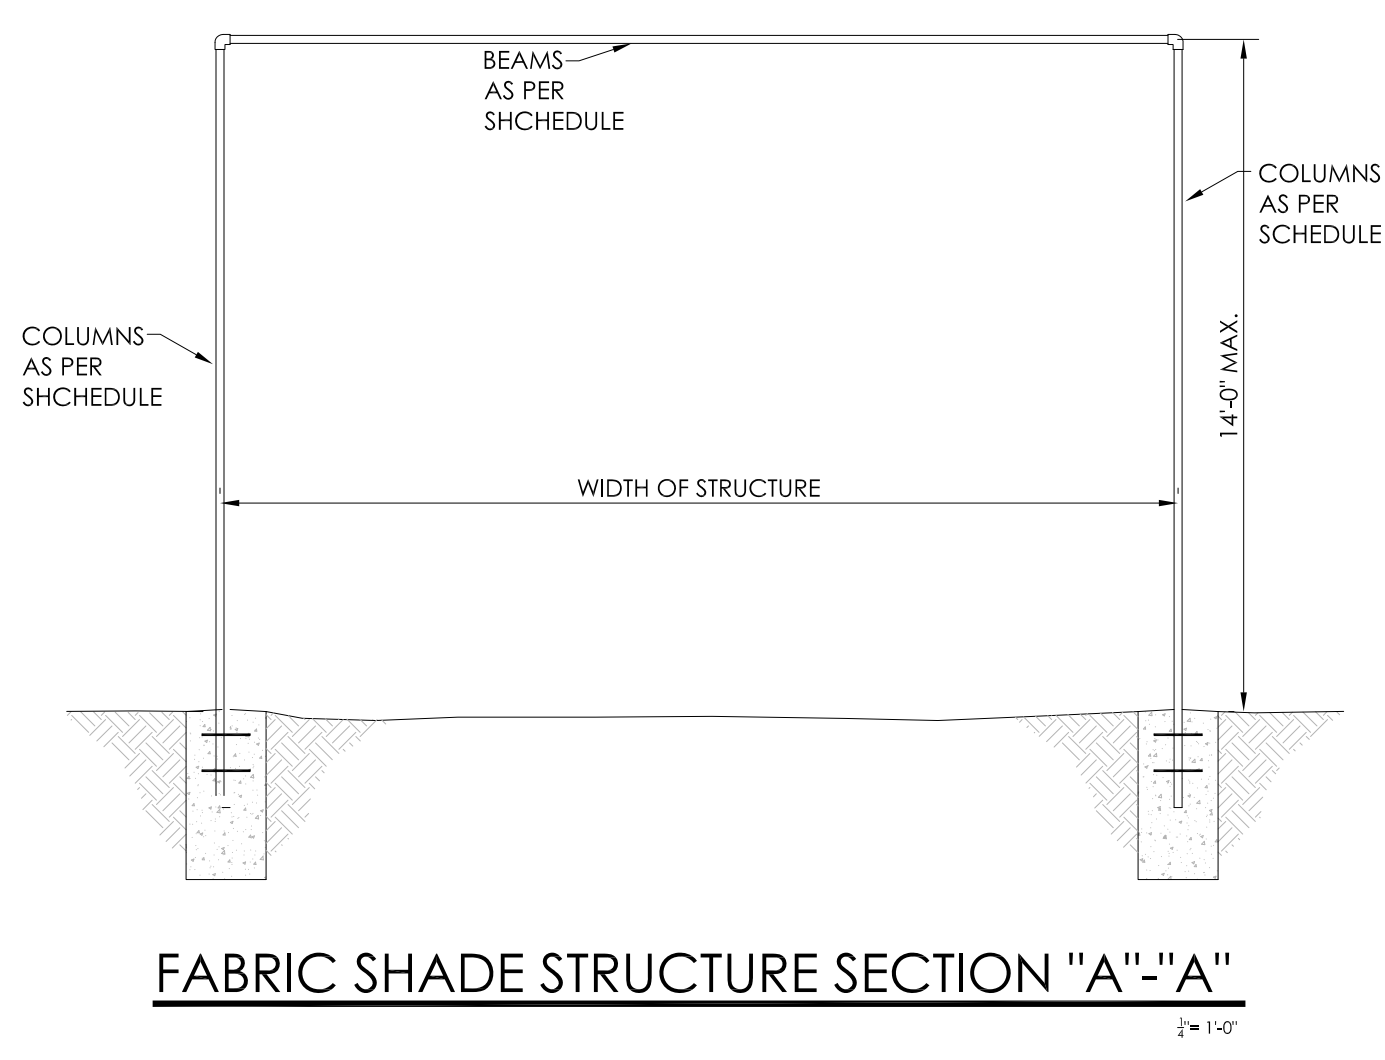 BEAMS
AS PER
SHCHEDULE
COLUMNS
AS PER
SCHEDULE
14'-0" MAX.
COLUMNS
AS PER
SHCHEDULE
WIDTH OF STRUCTURE
FABRIC SHADE STRUCTURE SECTION "A"-"A"
1/4"= 1'-0"